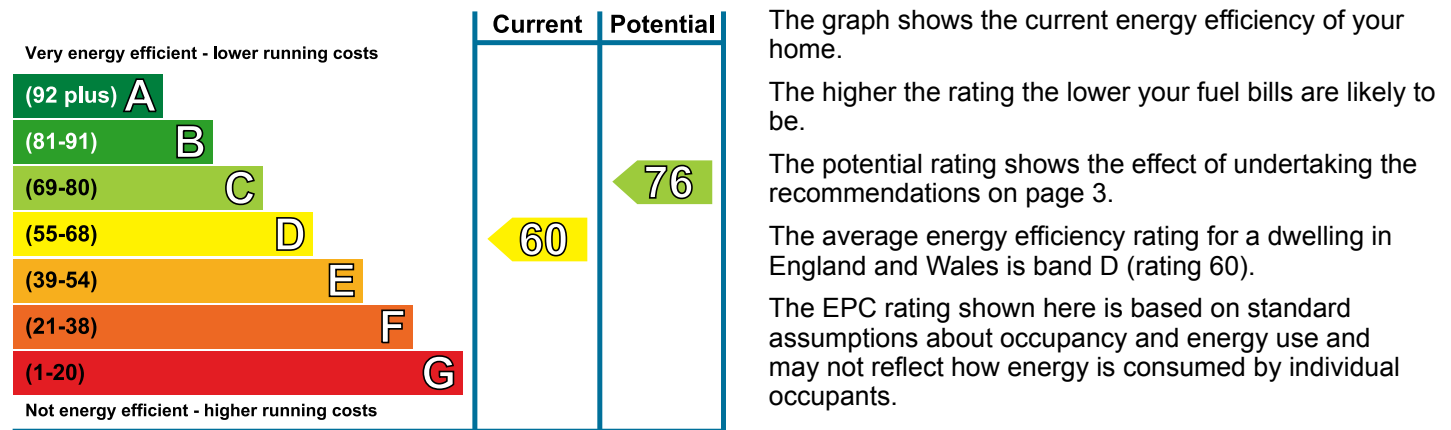 Current Potential
Very energy efficient - lower running costs
(92 plus) A
(81-91) B
(69-80) C
76
(55-68) D
60
(39-54) E
(21-38) F
(1-20) G
Not energy efficient - higher running costs
The graph shows the current energy efficiency of your
home.
The higher the rating the lower your fuel bills are likely to
be.
The potential rating shows the effect of undertaking the
recommendations on page 3.
The average energy efficiency rating for a dwelling in
England and Wales is band D (rating 60).
The EPC rating shown here is based on standard
assumptions about occupancy and energy use and
may not reflect how energy is consumed by individual
occupants.